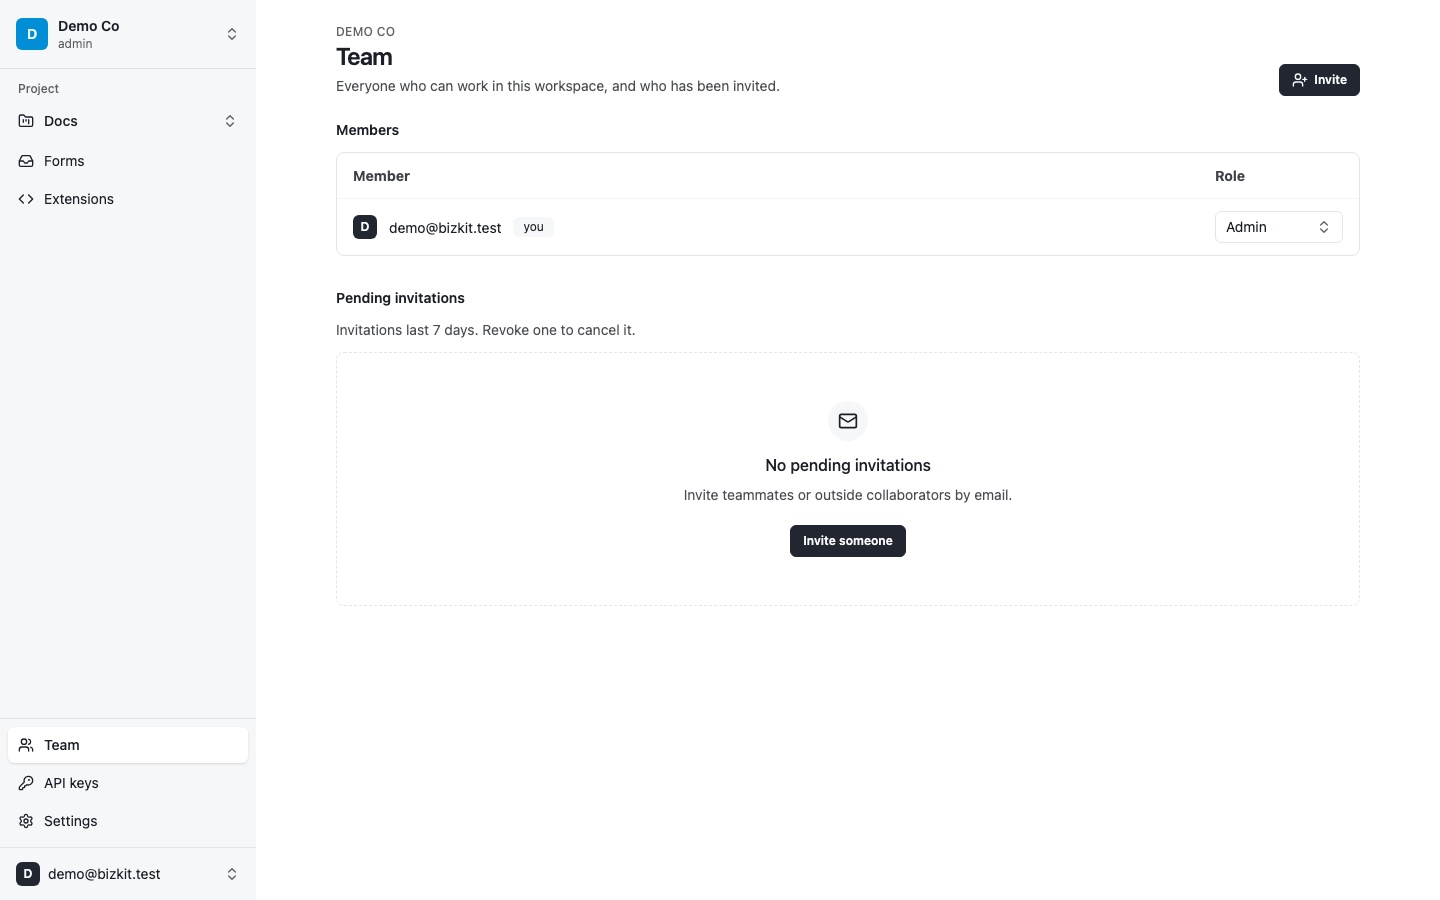 D
Demo Co
admin
Project
Docs
Forms
Extensions
Team
API keys
Settings
D
demo@bizkit.test
DEMO CO
Team
Everyone who can work in this workspace, and who has been invited.
Invite
Members
Member
Role
D
demo@bizkit.test
you
Admin
Pending invitations
Invitations last 7 days. Revoke one to cancel it.
No pending invitations
Invite teammates or outside collaborators by email.
Invite someone